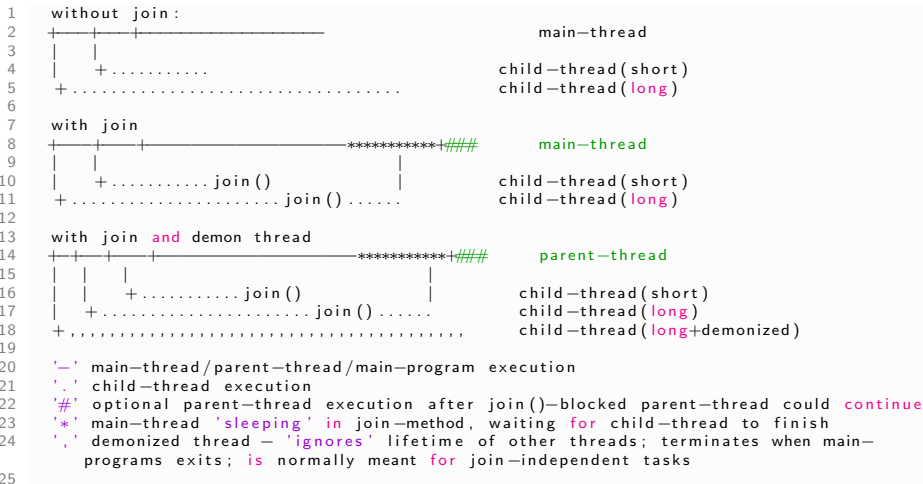 1 without join:
2 +---+---+------------------ main-thread
3 | |
4 | +........... child-thread(short)
5 +................................. child-thread(long)
6
7 with join
8 +---+---+--------------------***********+### main-thread
9 | | |
10 | +...........join() | child-thread(short)
11 +.....................join()...... child-thread(long)
12
13 with join and demon thread
14 +-+--+---+--------------------***********+### parent-thread
15 | | | |
16 | | +...........join() | child-thread(short)
17 | +.....................join()...... child-thread(long)
18 +,,,,,,,,,,,,,,,,,,,,,,,,,,,,,,,,,,,,,,,, child-thread(long+demonized)
19
20 '-' main-thread/parent-thread/main-program execution
21 '.' child-thread execution
22 '#' optional parent-thread execution after join()-blocked parent-thread could continue
23 '*' main-thread 'sleeping' in join-method, waiting for child-thread to finish
24 ',' demonized thread - 'ignores' lifetime of other threads; terminates when main-
programs exits; is normally meant for join-independent tasks
25